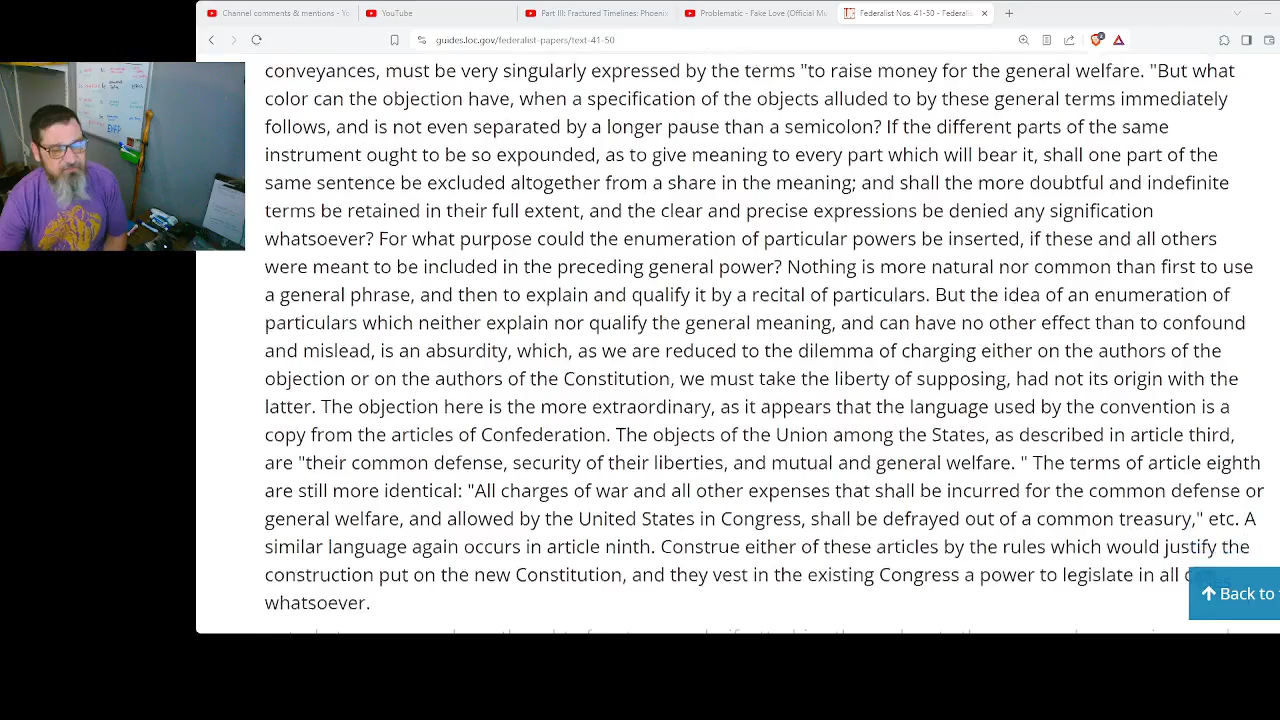 Channel comments & mentions - Yo
YouTube
Part III: Fractured Timelines: Phoenix
Problematic - Fake Love (Official Mu
Federalist Nos. 41-50 - Federalis
guides.loc.gov/federalist-papers/text-41-50
conveyances, must be very singularly expressed by the terms "to raise money for the general welfare. "But what
color can the objection have, when a specification of the objects alluded to by these general terms immediately
follows, and is not even separated by a longer pause than a semicolon? If the different parts of the same
instrument ought to be so expounded, as to give meaning to every part which will bear it, shall one part of the
same sentence be excluded altogether from a share in the meaning; and shall the more doubtful and indefinite
terms be retained in their full extent, and the clear and precise expressions be denied any signification
whatsoever? For what purpose could the enumeration of particular powers be inserted, if these and all others
were meant to be included in the preceding general power? Nothing is more natural nor common than first to use
a general phrase, and then to explain and qualify it by a recital of particulars. But the idea of an enumeration of
particulars which neither explain nor qualify the general meaning, and can have no other effect than to confound
and mislead, is an absurdity, which, as we are reduced to the dilemma of charging either on the authors of the
objection or on the authors of the Constitution, we must take the liberty of supposing, had not its origin with the
latter. The objection here is the more extraordinary, as it appears that the language used by the convention is a
copy from the articles of Confederation. The objects of the Union among the States, as described in article third,
are "their common defense, security of their liberties, and mutual and general welfare. " The terms of article eighth
are still more identical: "All charges of war and all other expenses that shall be incurred for the common defense or
general welfare, and allowed by the United States in Congress, shall be defrayed out of a common treasury," etc. A
similar language again occurs in article ninth. Construe either of these articles by the rules which would justify the
construction put on the new Constitution, and they vest in the existing Congress a power to legislate in all
whatsoever.
Back to